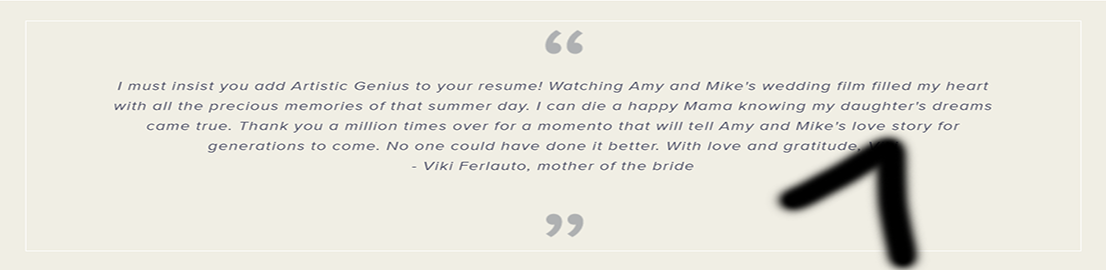 “
I must insist you add Artistic Genius to your resume! Watching Amy and Mike's wedding film filled my heart
with all the precious memories of that summer day. I can die a happy Mama knowing my daughter's dreams
came true. Thank you a million times over for a momento that will tell Amy and Mike's love story for
generations to come. No one could have done it better. With love and gratitude,
- Viki Ferlauto, mother of the bride
”